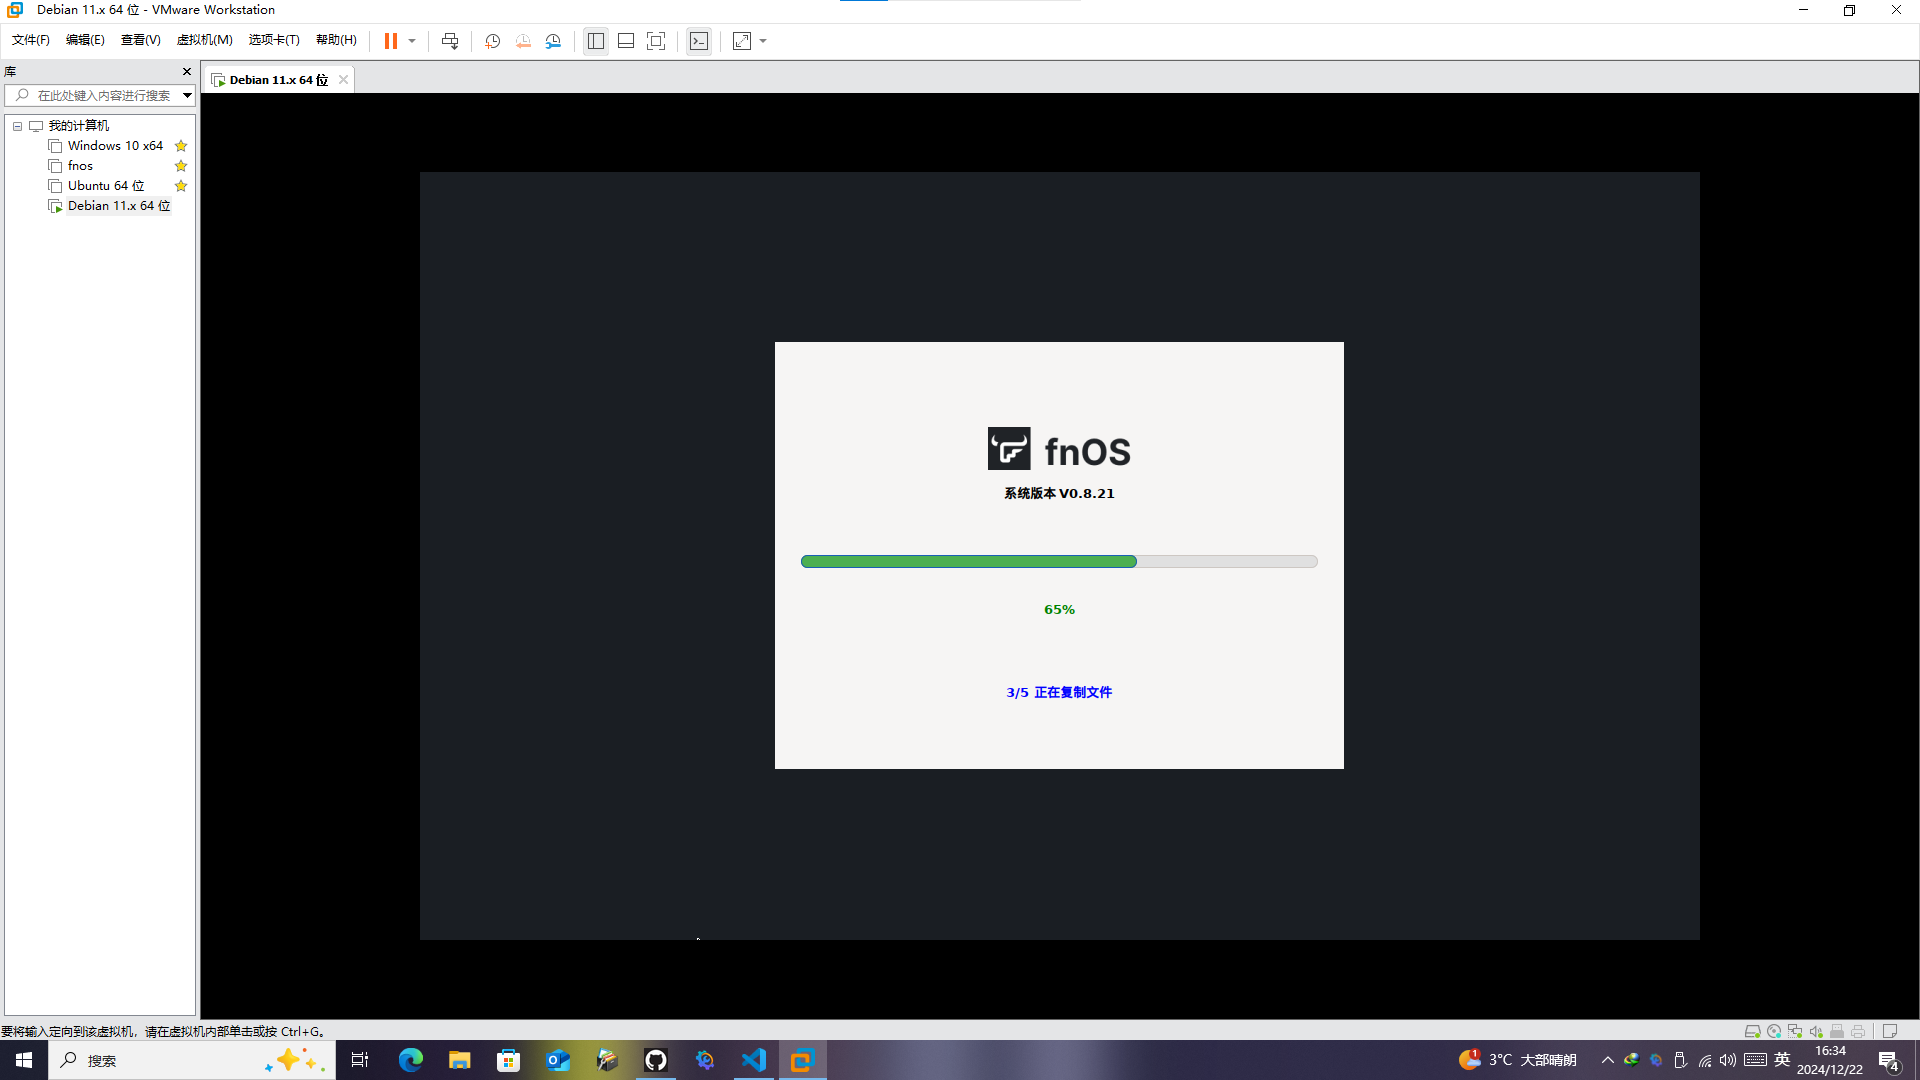 Debian 11.x 64 位 - VMware Workstation
文件(F) 编辑(E) 查看(V) 虚拟机(M) 选项卡(T) 帮助(H)
库
在此处键入内容进行搜索
我的计算机
Windows 10 x64
fnos
Ubuntu 64 位
Debian 11.x 64 位
Debian 11.x 64 位
fnOS
系统版本 V0.8.21
65%
3/5 正在复制文件
要将输入定向到该虚拟机，请在虚拟机内部单击或按 Ctrl+G。
搜索
1
3°C 大部晴朗
英
16:34
2024/12/22
4